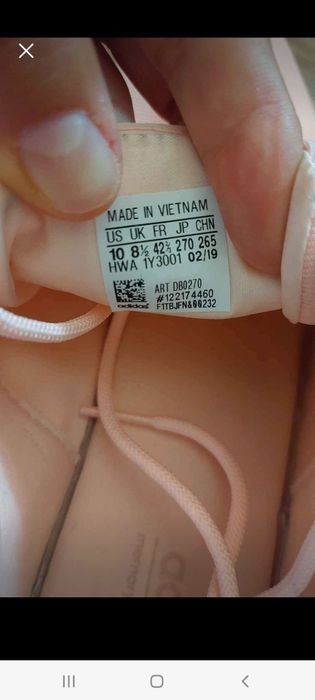 MADE IN VIETNAM
US UK FR JP CHN
10 8½ 42⅔ 270 265
HWA 1Y3001 02/19
ART DB0270
#122174460
adidas F1TBJFN&00232